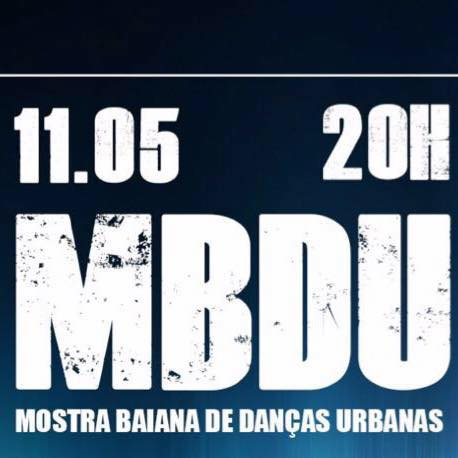 11.05 20H
MBDU
MOSTRA BAIANA DE DANÇAS URBANAS